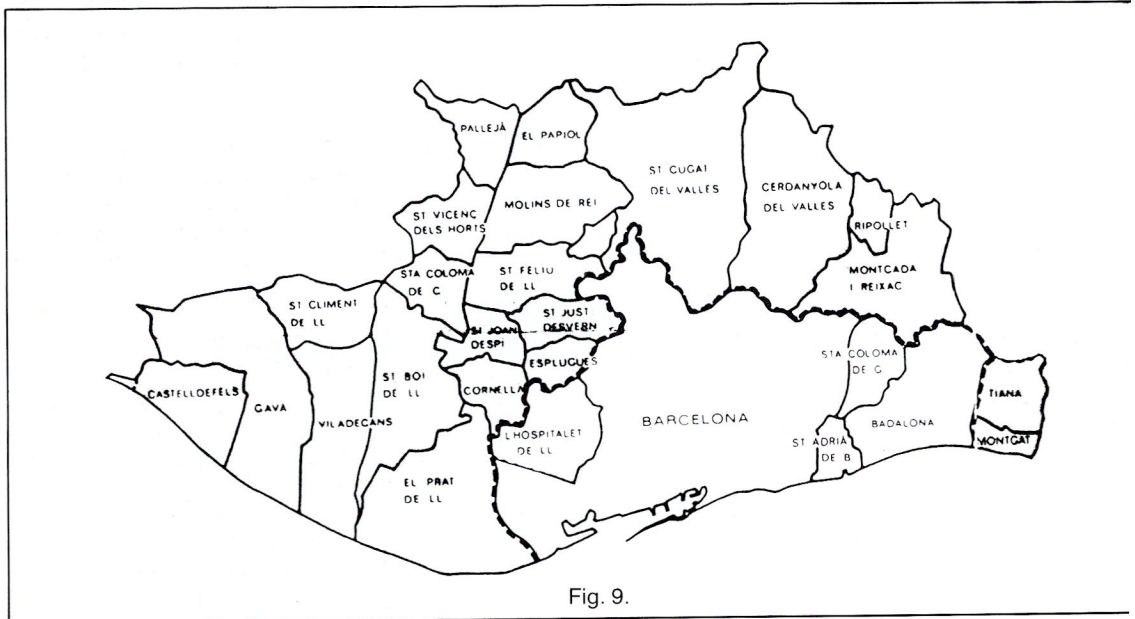 PALLEJÀ
EL PAPIOL
ST CUGAT
DEL VALLES
CERDANYOLA
DEL VALLES
RIPOLLET
MONTCADA
I REIXAC
MOLINS DE REI
ST VICENÇ
DELS HORTS
STA COLOMA
DE C
ST FELIU
DE LL
ST CLIMENT
DE LL
ST JOAN
DESPÍ
ST JUST
DESVERN
ESPLUGUES
CORNELLA
ST BOI
DE LL
CASTELLDEFELS
GAVA
VILADECANS
EL PRAT
DE LL
L'HOSPITALET
DE LL
BARCELONA
STA COLOMA
DE G
ST ADRIÀ
DE B
BADALONA
TIANA
MONTGAT
Fig. 9.